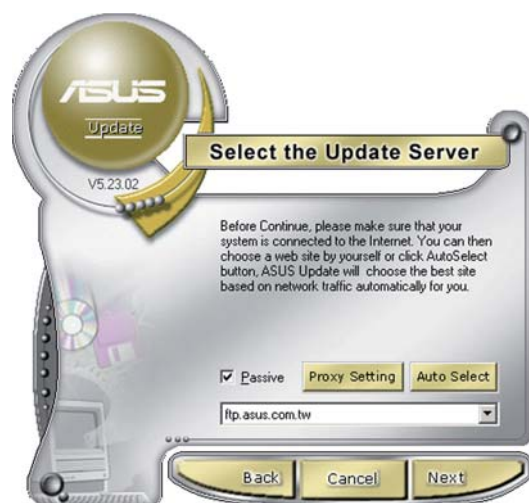 ASUS
Update
V5.23.02
Select the Update Server
Before Continue, please make sure that your
system is connected to the Internet. You can then
choose a web site by yourself or click AutoSelect
button, ASUS Update will choose the best site
based on network traffic automatically for you.
Passive
Proxy Setting
Auto Select
ftp.asus.com.tw
Back
Cancel
Next